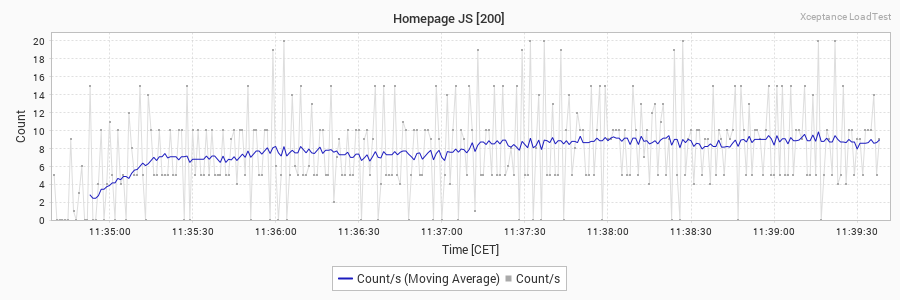 Homepage JS [200]
Xceptance LoadTest
Count
20
18
16
14
12
10
8
6
4
2
0
11:35:00 11:35:30 11:36:00 11:36:30 11:37:00 11:37:30 11:38:00 11:38:30 11:39:00 11:39:30
Time [CET]
Count/s (Moving Average) Count/s